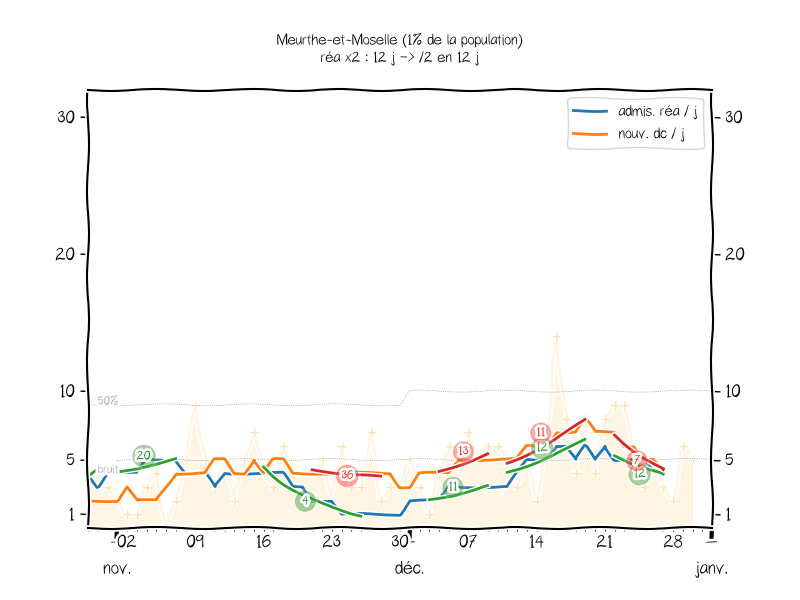 Meurthe-et-Moselle (1% de la population)
réa x2 : 12 j -> /2 en 12 j
admis. réa / j
nouv. dc / j
30 30
20 20
10 10
50%
5 5
bruit
1 1
20
4
36
11
13
11
12
7
12
02 09 16 23 30 07 14 21 28
nov. déc. janv.